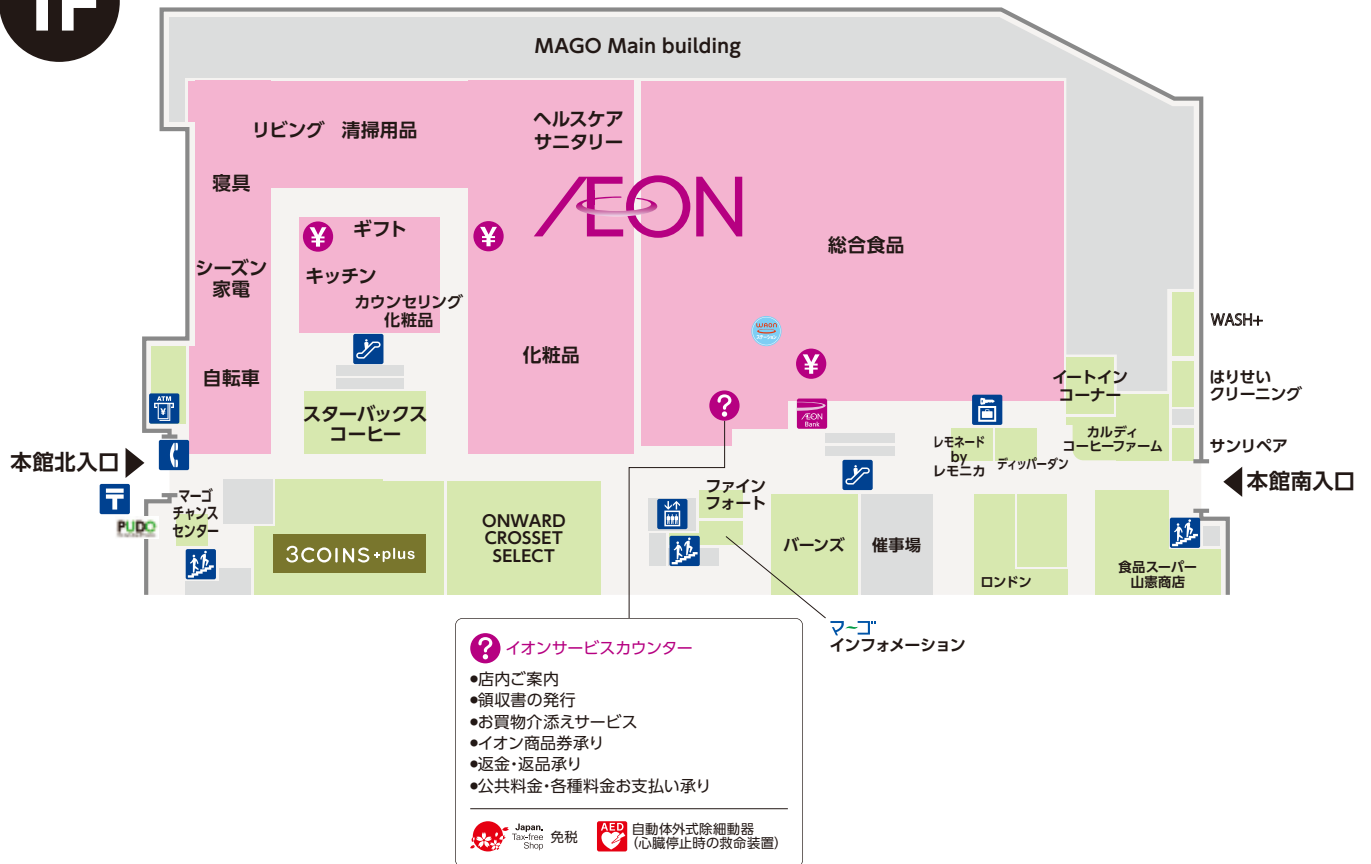 1F
MAGO Main building
リビング 清掃用品
ヘルスケア
サニタリー
寝具
ÆON
ギフト
総合食品
シーズン
家電
キッチン
カウンセリング
化粧品
WAON
ステーション
WASH+
化粧品
自転車
イートイン
コーナー
はりせい
クリーニング
ATM
スターバックス
コーヒー
ÆON
Bank
レモネード
by
レモニカ
ディッパーダン
カルディ
コーヒーファーム
サンリペア
本館北入口
本館南入口
PUDO
マーゴ
チャンス
センター
3COINS+plus
ONWARD
CROSSET
SELECT
ファイン
フォート
バーンズ
催事場
ロンドン
食品スーパー
山憲商店
マーゴ
インフォメーション
? イオンサービスカウンター
●店内ご案内
●領収書の発行
●お買物介添えサービス
●イオン商品券承り
●返金・返品承り
●公共料金・各種料金お支払い承り
Japan.
Tax-free
Shop
免税
AED
自動体外式除細動器
(心臓停止時の救命装置)